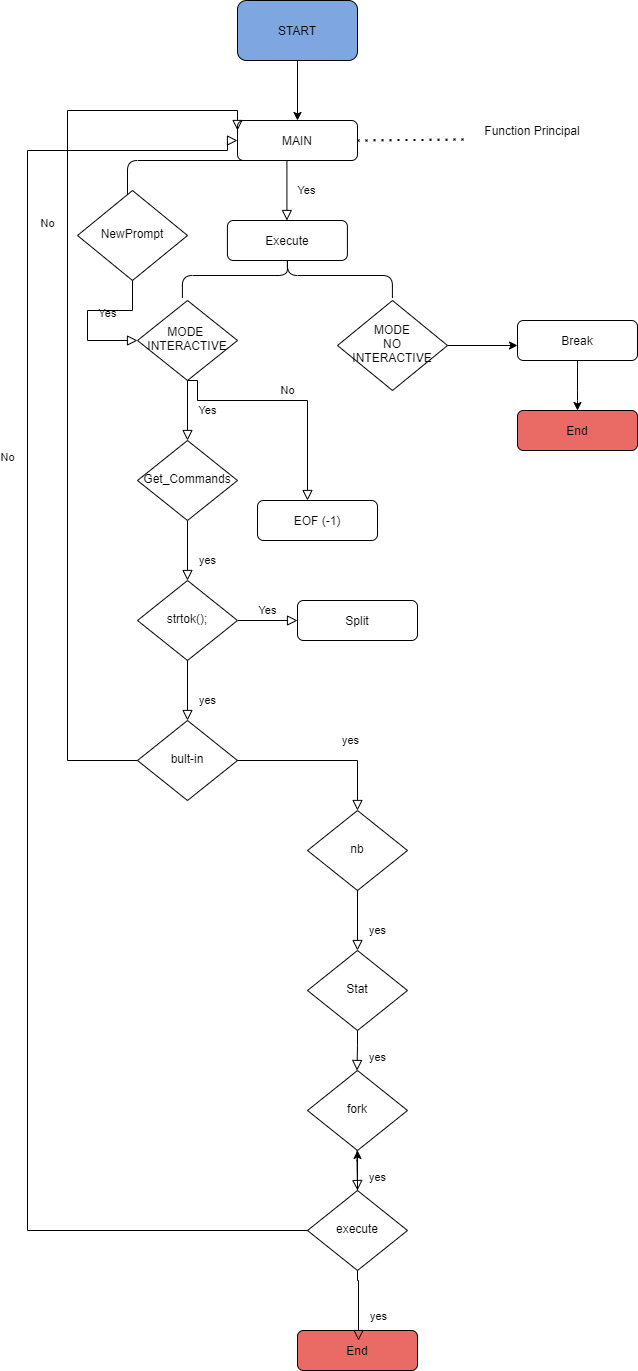 START
MAIN
Function Principal
Yes
No
NewPrompt
Execute
Yes
MODE
INTERACTIVE
MODE
NO
INTERACTIVE
Break
No
Yes
End
No
Get_Commands
EOF (-1)
yes
Yes
strtok();
Split
yes
yes
bult-in
nb
yes
Stat
yes
fork
yes
execute
yes
End